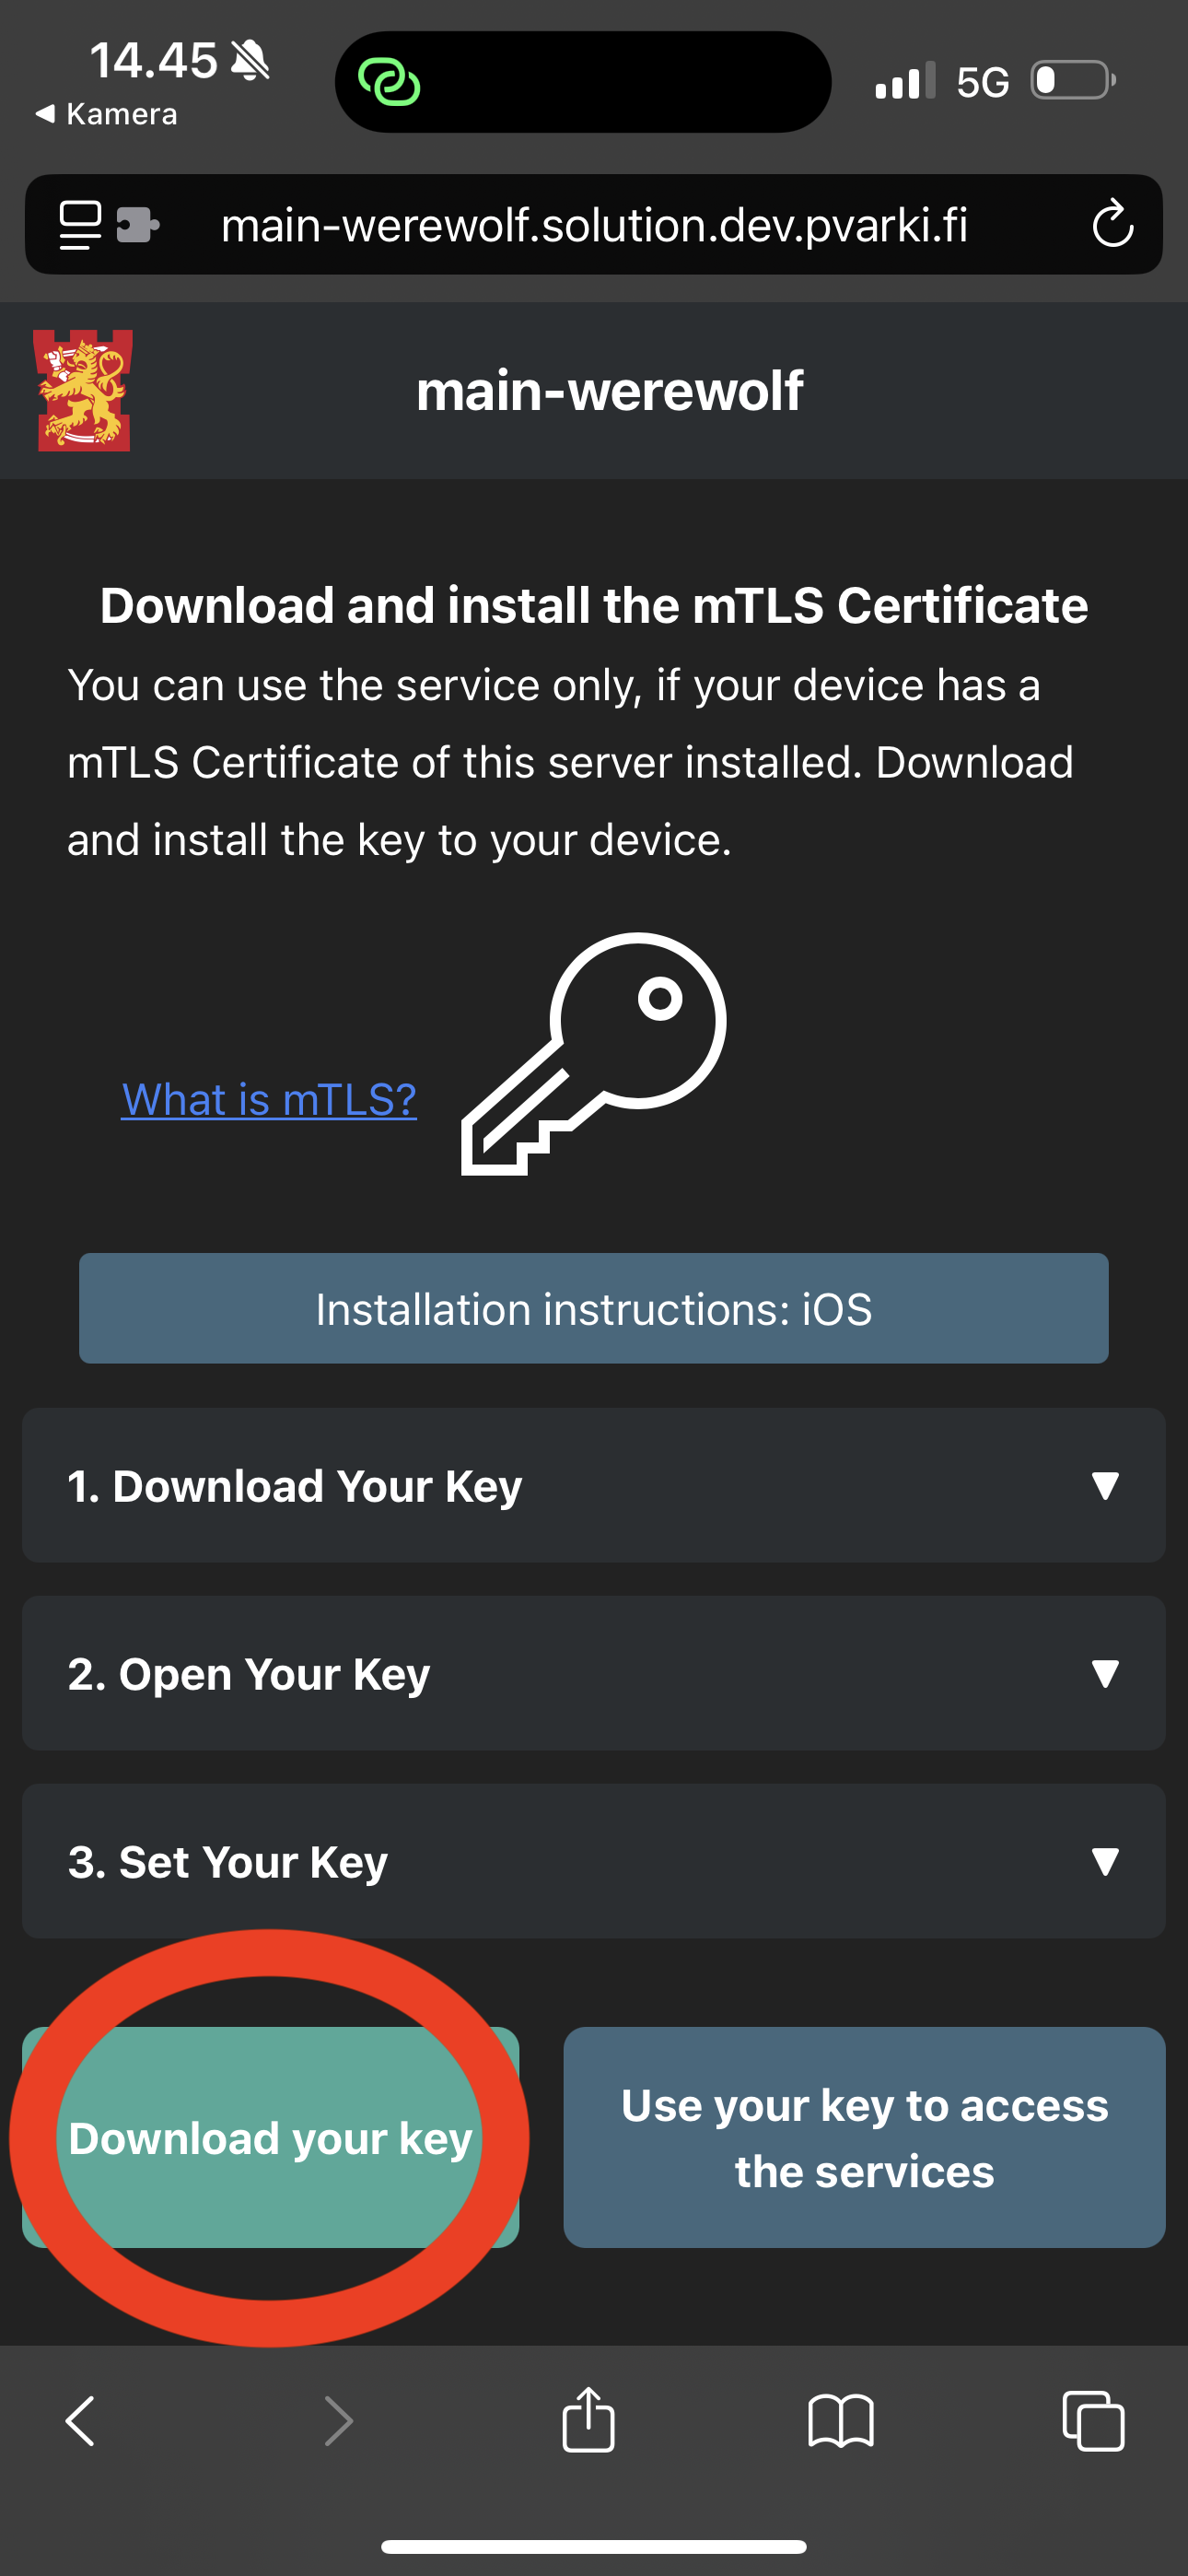 14.45
Kamera
5G
main-werewolf.solution.dev.pvarki.fi
main-werewolf
Download and install the mTLS Certificate
You can use the service only, if your device has a
mTLS Certificate of this server installed. Download
and install the key to your device.
What is mTLS?
Installation instructions: iOS
1. Download Your Key
2. Open Your Key
3. Set Your Key
Download your key
Use your key to access
the services